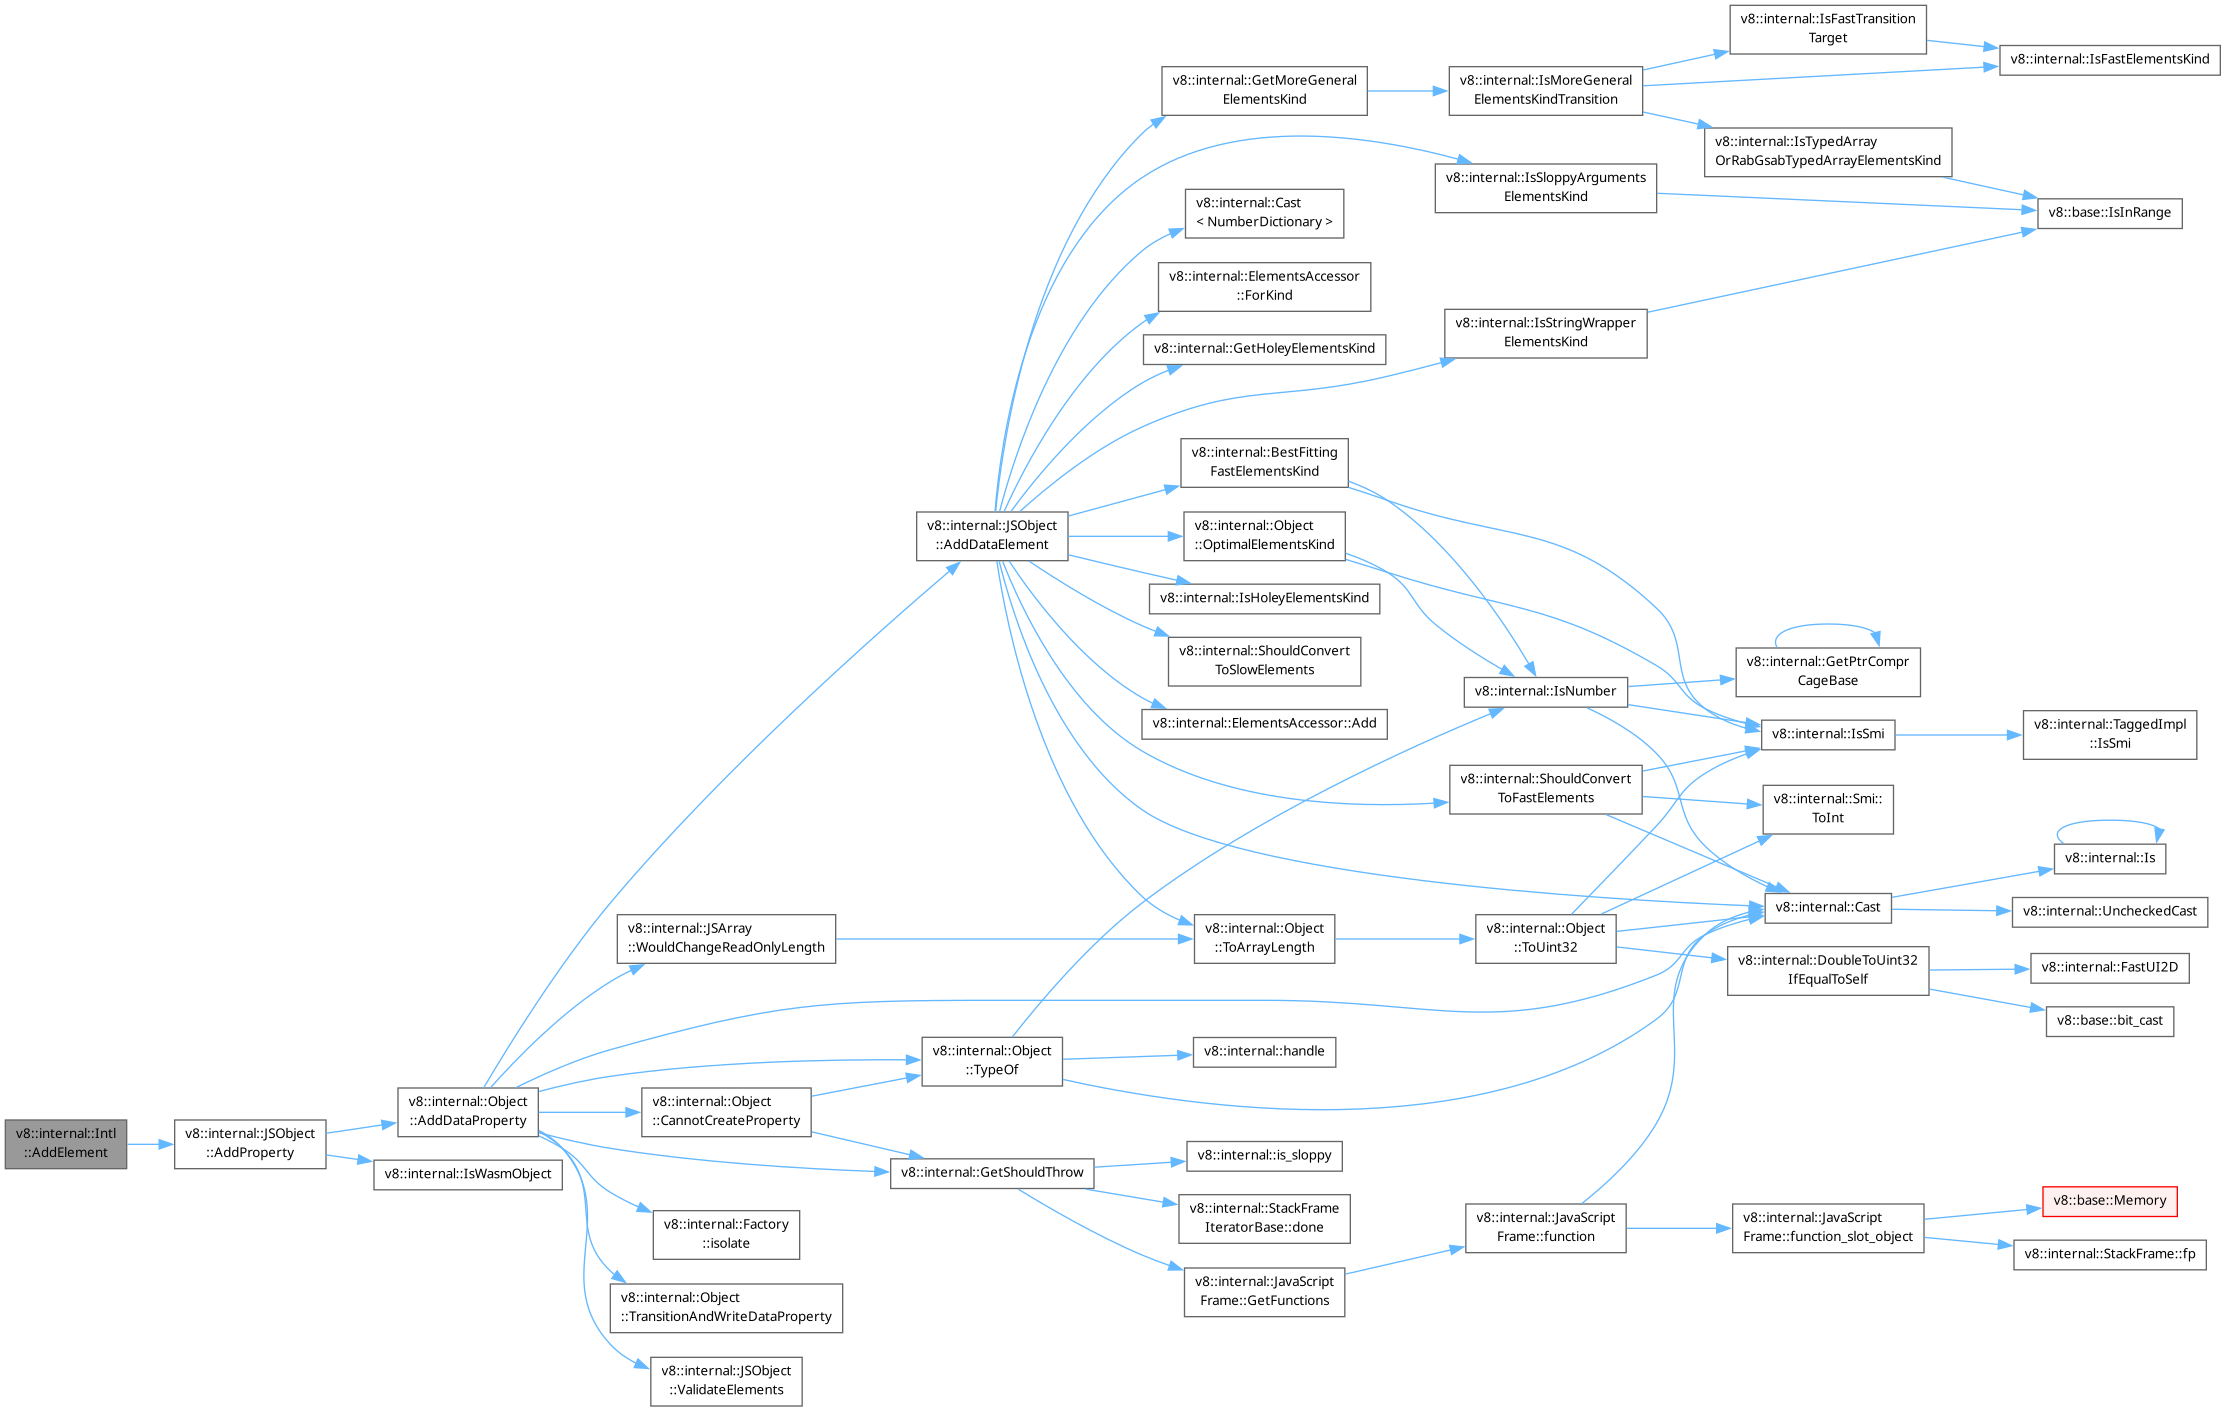 v8::internal::IsFastTransition
Target
v8::internal::IsFastElementsKind
v8::internal::GetMoreGeneral
ElementsKind
v8::internal::IsMoreGeneral
ElementsKindTransition
v8::internal::IsTypedArray
OrRabGsabTypedArrayElementsKind
v8::internal::IsSloppyArguments
ElementsKind
v8::internal::Cast
< NumberDictionary >
v8::base::IsInRange
v8::internal::ElementsAccessor
::ForKind
v8::internal::IsStringWrapper
ElementsKind
v8::internal::GetHoleyElementsKind
v8::internal::BestFitting
FastElementsKind
v8::internal::JSObject
::AddDataElement
v8::internal::Object
::OptimalElementsKind
v8::internal::IsHoleyElementsKind
v8::internal::ShouldConvert
ToSlowElements
v8::internal::GetPtrCompr
CageBase
v8::internal::IsNumber
v8::internal::ElementsAccessor::Add
v8::internal::IsSmi
v8::internal::TaggedImpl
::IsSmi
v8::internal::ShouldConvert
ToFastElements
v8::internal::Smi::
ToInt
v8::internal::Is
v8::internal::Cast
v8::internal::UncheckedCast
v8::internal::JSArray
::WouldChangeReadOnlyLength
v8::internal::Object
::ToArrayLength
v8::internal::Object
::ToUint32
v8::internal::DoubleToUint32
IfEqualToSelf
v8::internal::FastUI2D
v8::base::bit_cast
v8::internal::Object
::TypeOf
v8::internal::handle
v8::internal::Intl
::AddElement
v8::internal::JSObject
::AddProperty
v8::internal::Object
::AddDataProperty
v8::internal::Object
::CannotCreateProperty
v8::internal::IsWasmObject
v8::internal::GetShouldThrow
v8::internal::is_sloppy
v8::internal::StackFrame
IteratorBase::done
v8::internal::Factory
::isolate
v8::internal::JavaScript
Frame::function
v8::internal::JavaScript
Frame::function_slot_object
v8::base::Memory
v8::internal::StackFrame::fp
v8::internal::JavaScript
Frame::GetFunctions
v8::internal::Object
::TransitionAndWriteDataProperty
v8::internal::JSObject
::ValidateElements